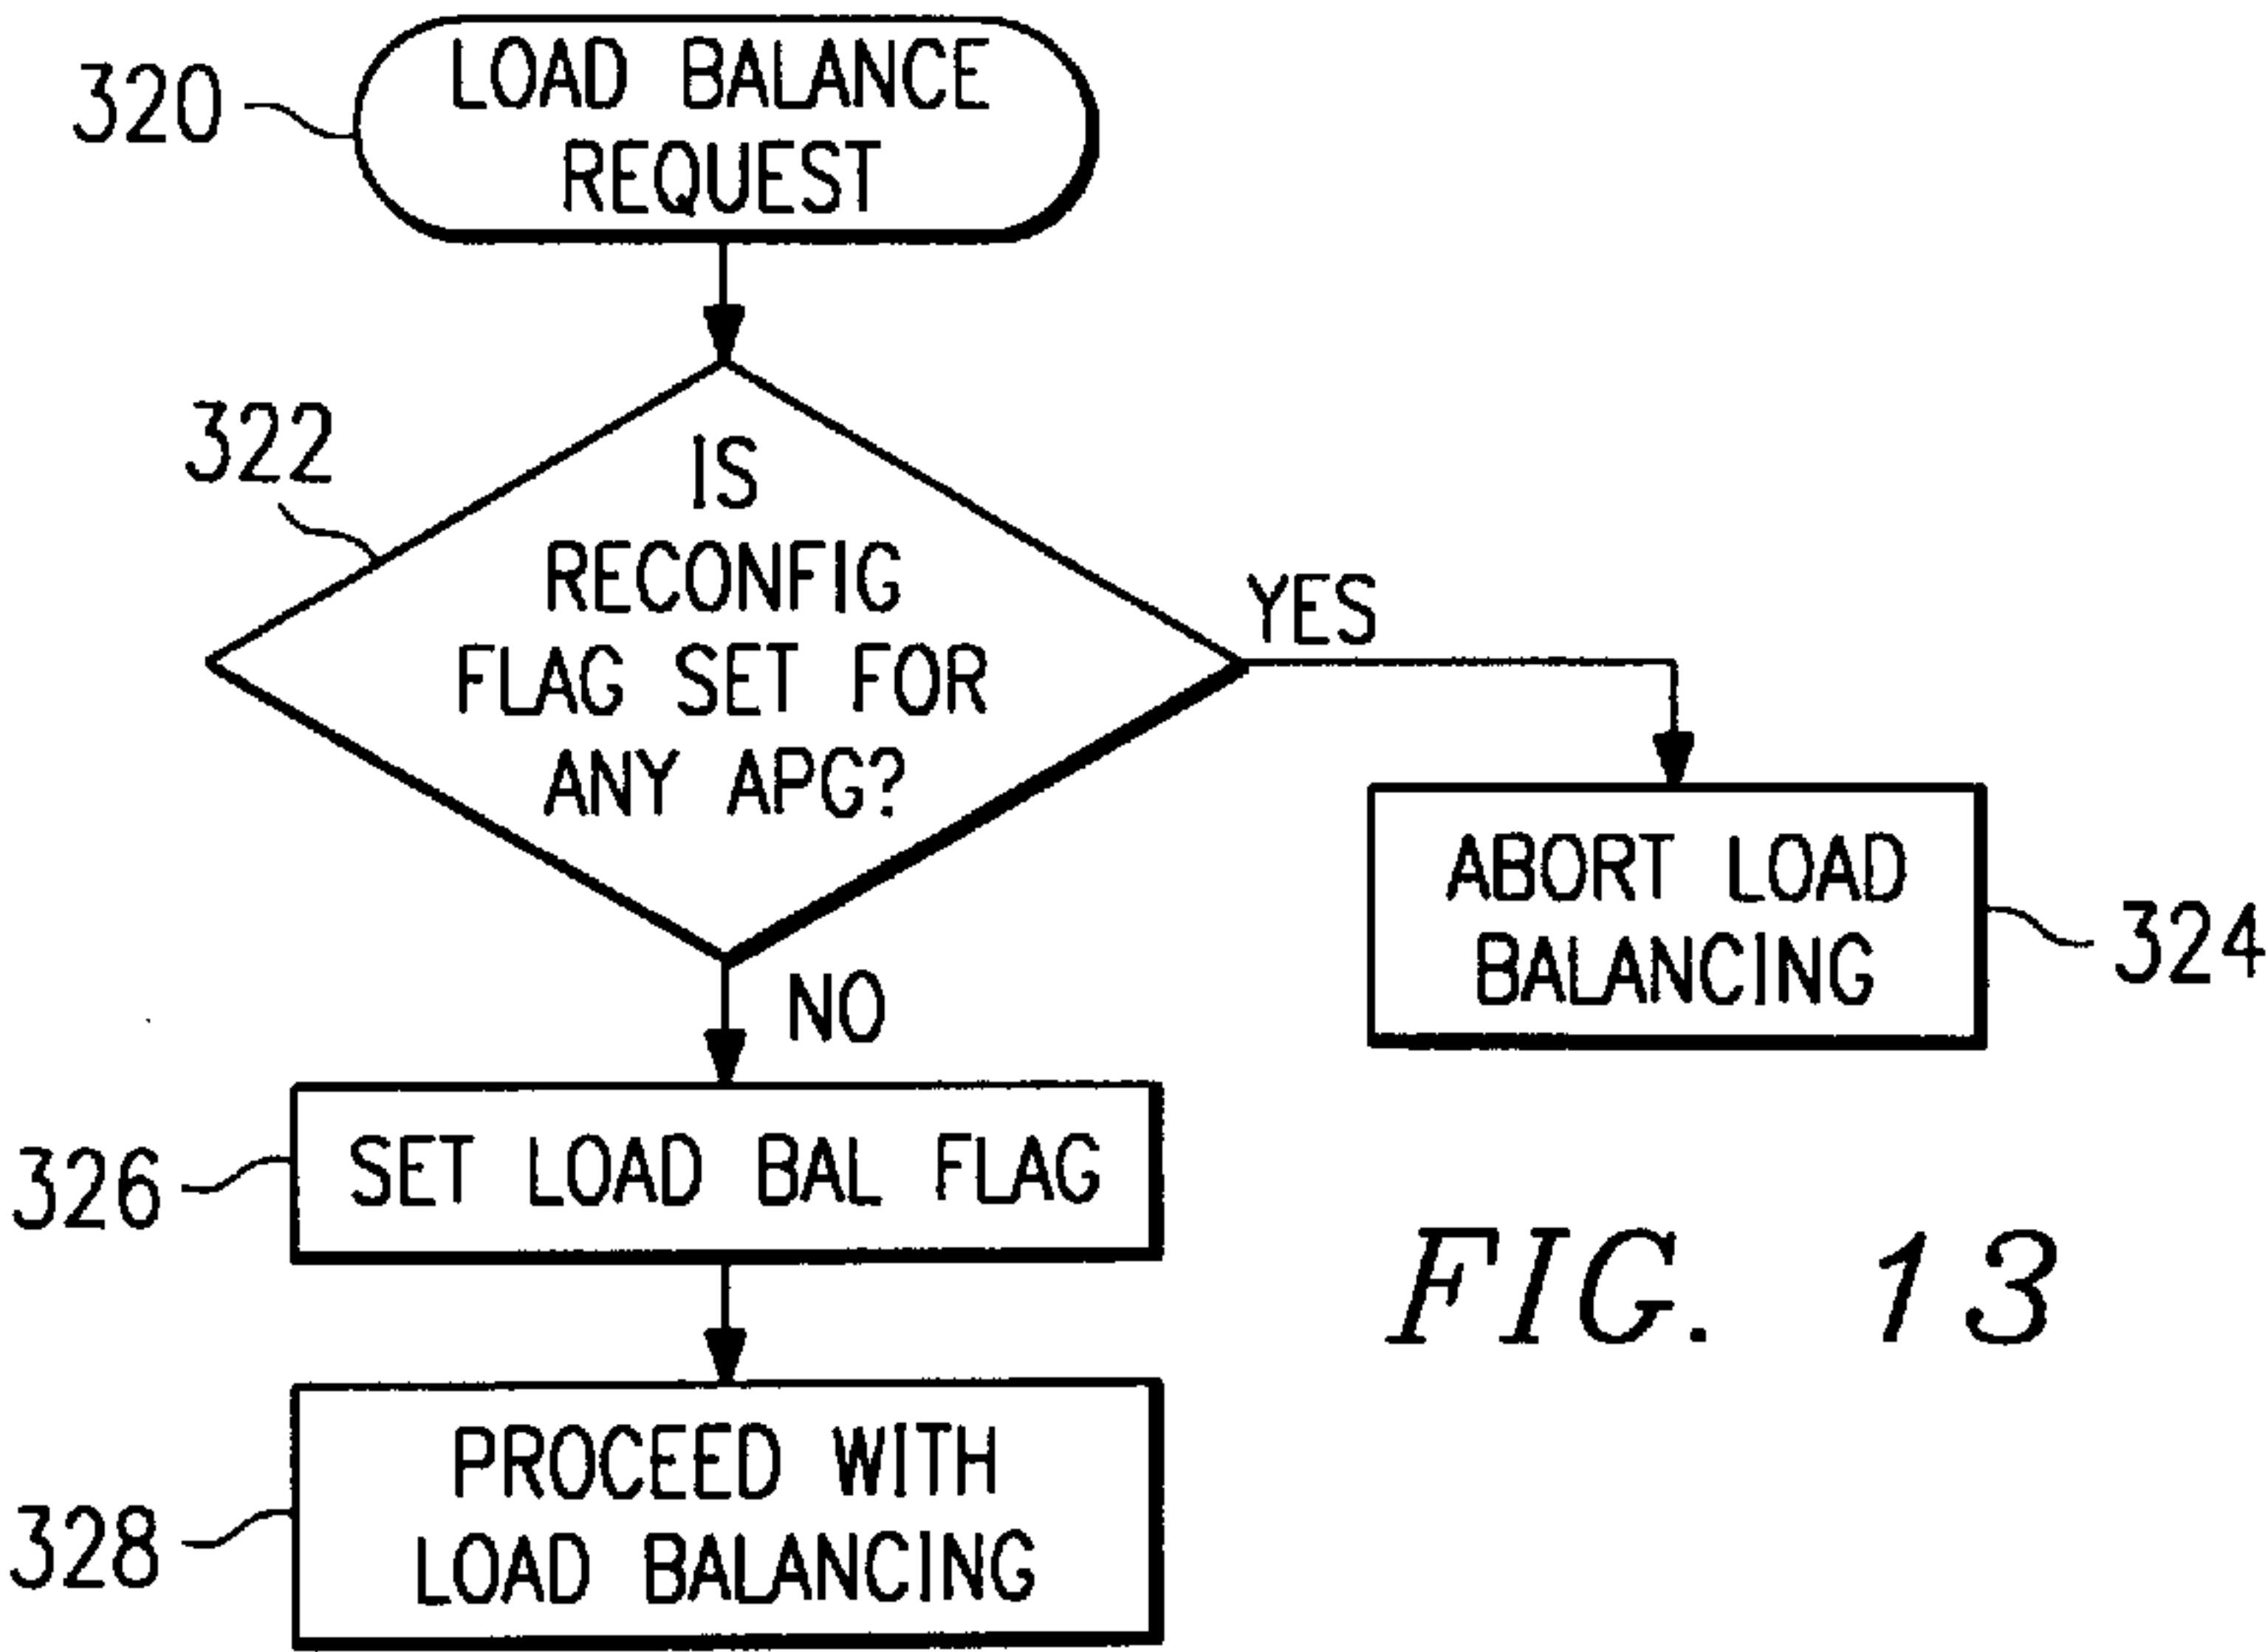 320
LOAD BALANCE
REQUEST
322
IS
RECONFIG
FLAG SET FOR
ANY APG?
YES
ABORT LOAD
BALANCING
324
NO
326
SET LOAD BAL FLAG
FIG. 13
328
PROCEED WITH
LOAD BALANCING